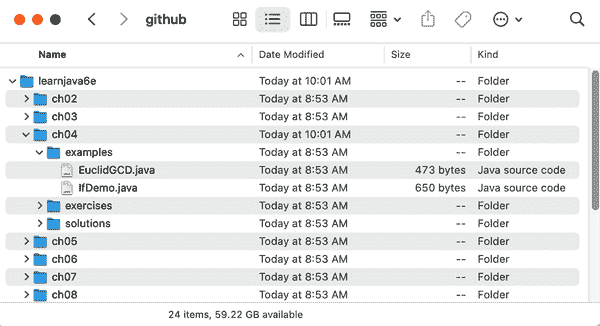 github
Name Date Modified Size Kind
learnjava6e Today at 10:01 AM -- Folder
ch02 Today at 8:53 AM -- Folder
ch03 Today at 8:53 AM -- Folder
ch04 Today at 10:01 AM -- Folder
examples Today at 8:53 AM -- Folder
EuclidGCD.java Today at 8:53 AM 473 bytes Java source code
IfDemo.java Today at 8:53 AM 650 bytes Java source code
exercises Today at 8:53 AM -- Folder
solutions Today at 8:53 AM -- Folder
ch05 Today at 8:53 AM -- Folder
ch06 Today at 8:53 AM -- Folder
ch07 Today at 8:53 AM -- Folder
ch08 Today at 8:53 AM -- Folder
24 items, 59.22 GB available